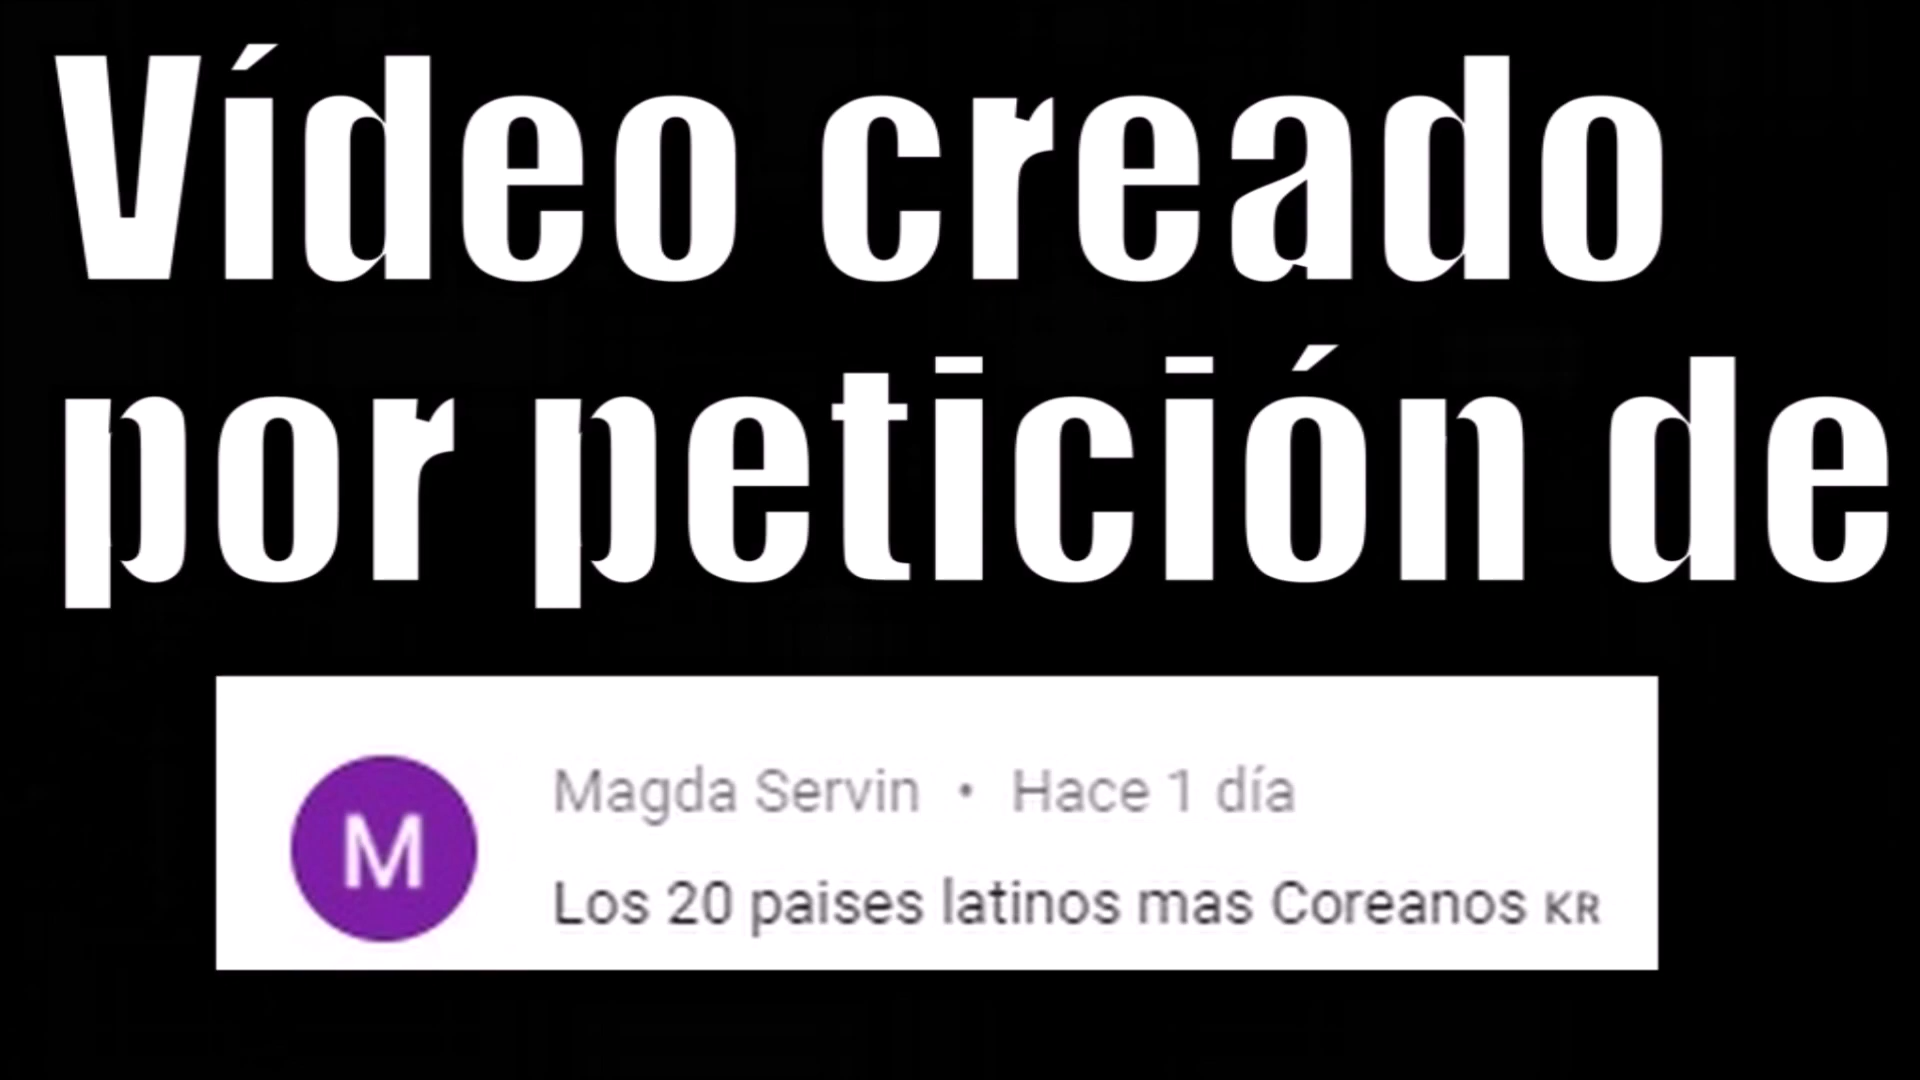 Vídeo creado
por petición de
M
Magda Servin • Hace 1 día
Los 20 paises latinos mas Coreanos KR